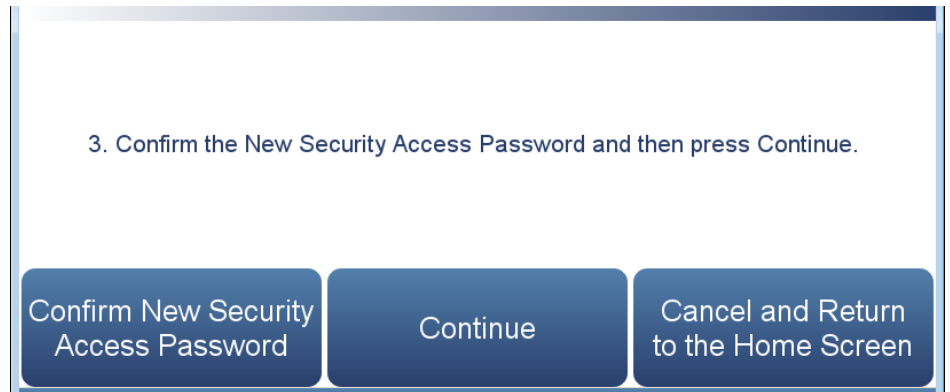 3. Confirm the New Security Access Password and then press Continue.
Confirm New Security
Access Password
Continue
Cancel and Return
to the Home Screen